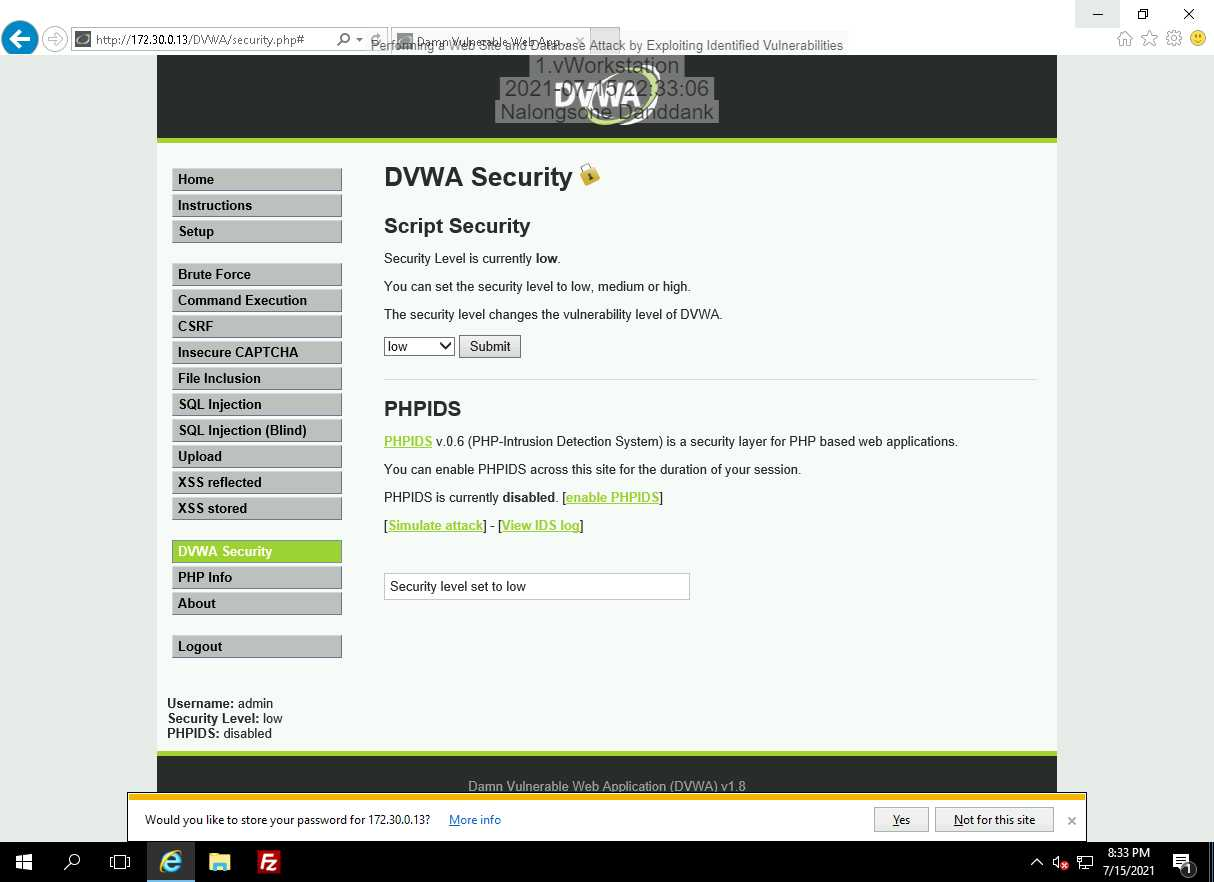 http://172.30.0.13/DVWA/security.php#
Damn Vulnerable Web App...
Performing a Web Site and Database Attack by Exploiting Identified Vulnerabilities
1.vWorkstation
2021-07-15 22:33:06
Nalongsone Danddank
DVWA
Home
Instructions
Setup
Brute Force
Command Execution
CSRF
Insecure CAPTCHA
File Inclusion
SQL Injection
SQL Injection (Blind)
Upload
XSS reflected
XSS stored
DVWA Security
PHP Info
About
Logout
Username: admin
Security Level: low
PHPIDS: disabled
DVWA Security
Script Security
Security Level is currently low.
You can set the security level to low, medium or high.
The security level changes the vulnerability level of DVWA.
low Submit
PHPIDS
PHPIDS v.0.6 (PHP-Intrusion Detection System) is a security layer for PHP based web applications.
You can enable PHPIDS across this site for the duration of your session.
PHPIDS is currently disabled. [enable PHPIDS]
[Simulate attack] - [View IDS log]
Security level set to low
Damn Vulnerable Web Application (DVWA) v1.8
Would you like to store your password for 172.30.0.13? More info Yes Not for this site
8:33 PM
7/15/2021
1